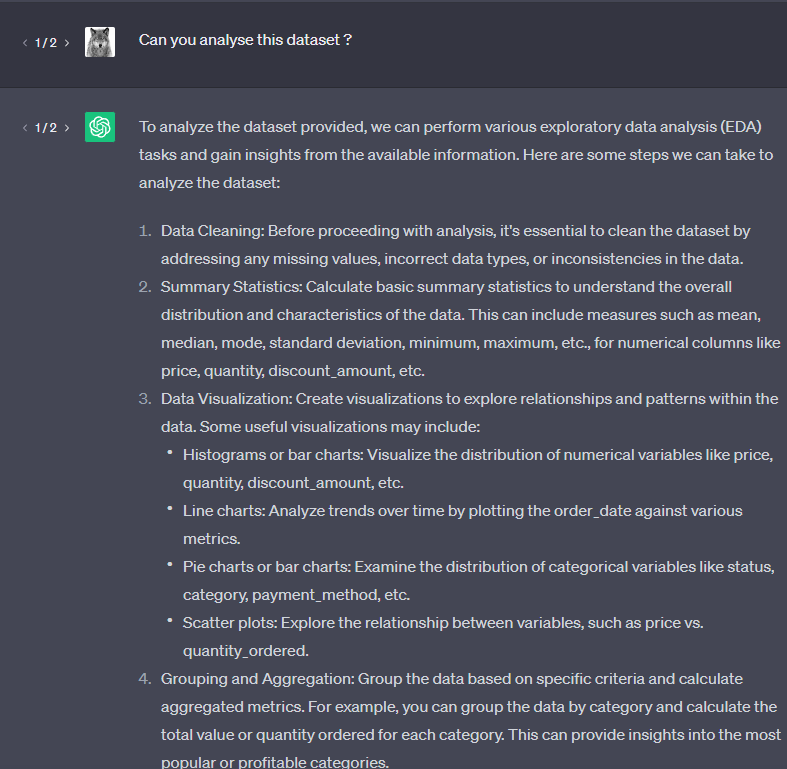 < 1/2 > Can you analyse this dataset ?
< 1/2 > To analyze the dataset provided, we can perform various exploratory data analysis (EDA)
tasks and gain insights from the available information. Here are some steps we can take to
analyze the dataset:
1. Data Cleaning: Before proceeding with analysis, it's essential to clean the dataset by
addressing any missing values, incorrect data types, or inconsistencies in the data.
2. Summary Statistics: Calculate basic summary statistics to understand the overall
distribution and characteristics of the data. This can include measures such as mean,
median, mode, standard deviation, minimum, maximum, etc., for numerical columns like
price, quantity, discount_amount, etc.
3. Data Visualization: Create visualizations to explore relationships and patterns within the
data. Some useful visualizations may include:
• Histograms or bar charts: Visualize the distribution of numerical variables like price,
quantity, discount_amount, etc.
• Line charts: Analyze trends over time by plotting the order_date against various
metrics.
• Pie charts or bar charts: Examine the distribution of categorical variables like status,
category, payment_method, etc.
• Scatter plots: Explore the relationship between variables, such as price vs.
quantity_ordered.
4. Grouping and Aggregation: Group the data based on specific criteria and calculate
aggregated metrics. For example, you can group the data by category and calculate the
total value or quantity ordered for each category. This can provide insights into the most
popular or profitable categories.